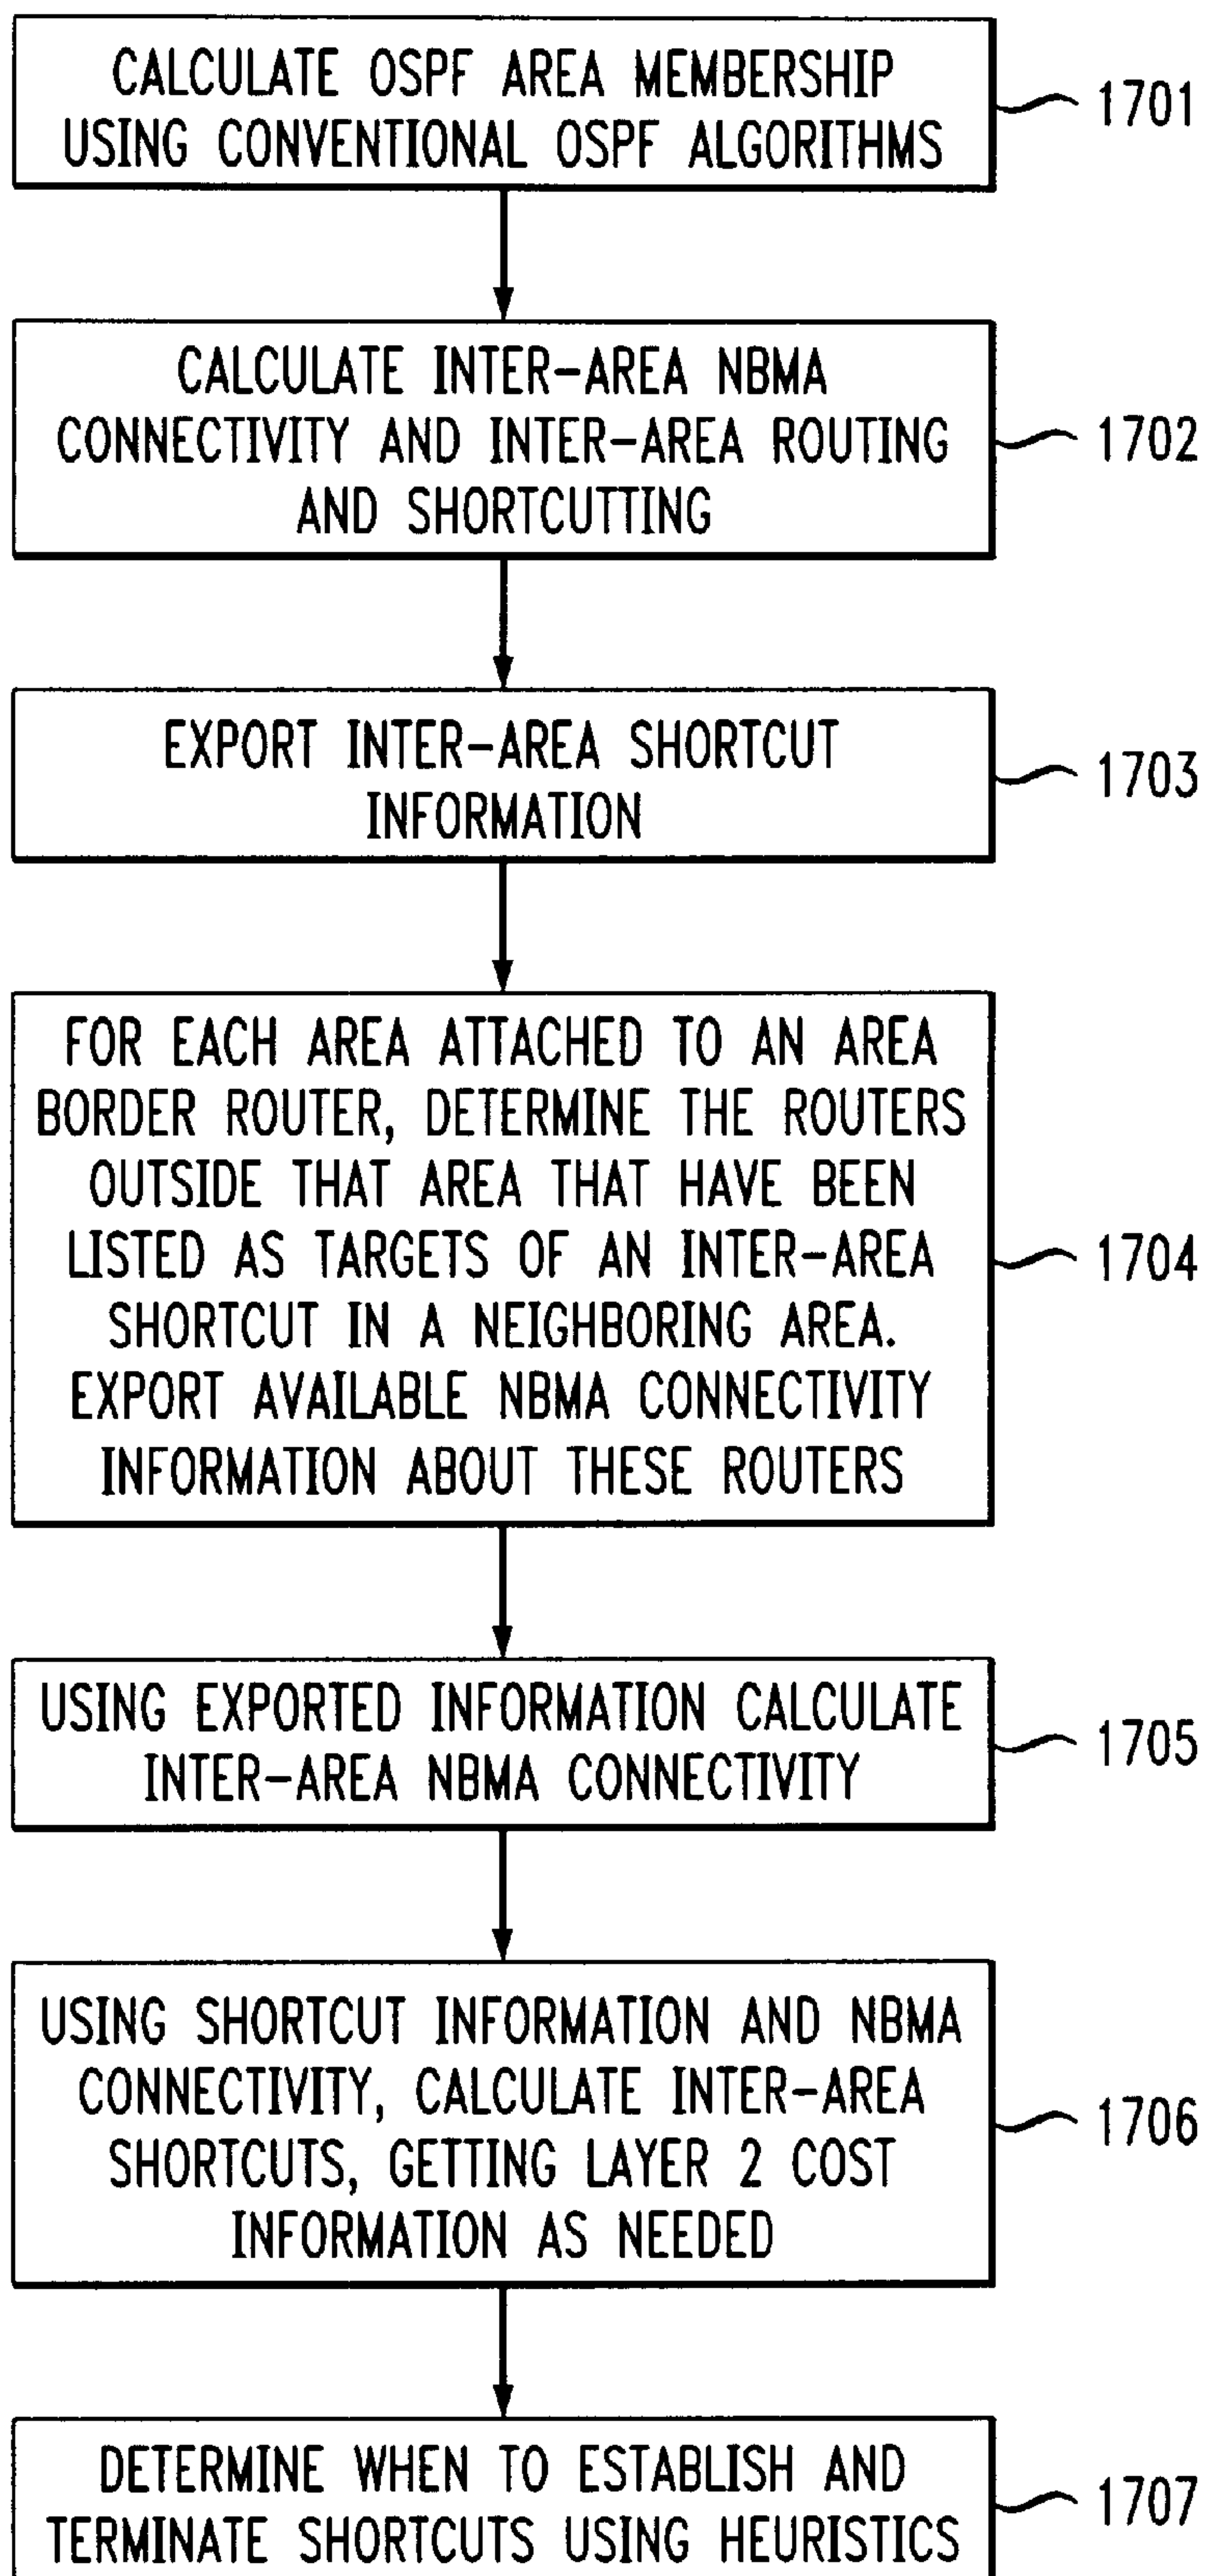 CALCULATE OSPF AREA MEMBERSHIP
USING CONVENTIONAL OSPF ALGORITHMS
1701
CALCULATE INTER-AREA NBMA
CONNECTIVITY AND INTER-AREA ROUTING
AND SHORTCUTTING
1702
EXPORT INTER-AREA SHORTCUT
INFORMATION
1703
FOR EACH AREA ATTACHED TO AN AREA
BORDER ROUTER, DETERMINE THE ROUTERS
OUTSIDE THAT AREA THAT HAVE BEEN
LISTED AS TARGETS OF AN INTER-AREA
SHORTCUT IN A NEIGHBORING AREA.
EXPORT AVAILABLE NBMA CONNECTIVITY
INFORMATION ABOUT THESE ROUTERS
1704
USING EXPORTED INFORMATION CALCULATE
INTER-AREA NBMA CONNECTIVITY
1705
USING SHORTCUT INFORMATION AND NBMA
CONNECTIVITY, CALCULATE INTER-AREA
SHORTCUTS, GETTING LAYER 2 COST
INFORMATION AS NEEDED
1706
DETERMINE WHEN TO ESTABLISH AND
TERMINATE SHORTCUTS USING HEURISTICS
1707